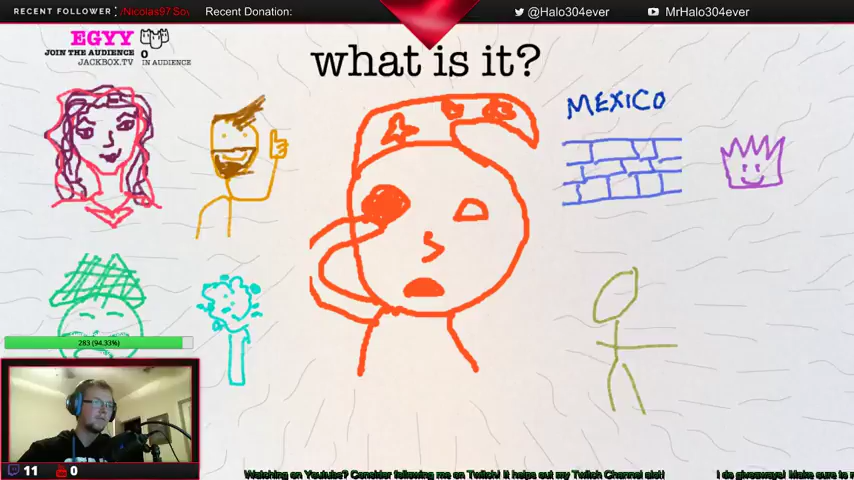 RECENT FOLLOWER: /Nicolas97
Recent Donation:
@Halo304ever
MrHalo304ever
EGYY
JOIN THE AUDIENCE
JACKBOX.TV
0
IN AUDIENCE
what is it?
MEXICO
283 (94.33%)
11
0
Watching on Youtube? Consider following me on Twitch! It helps out my Twitch Channel alot!
I do giveaways! Make sure to